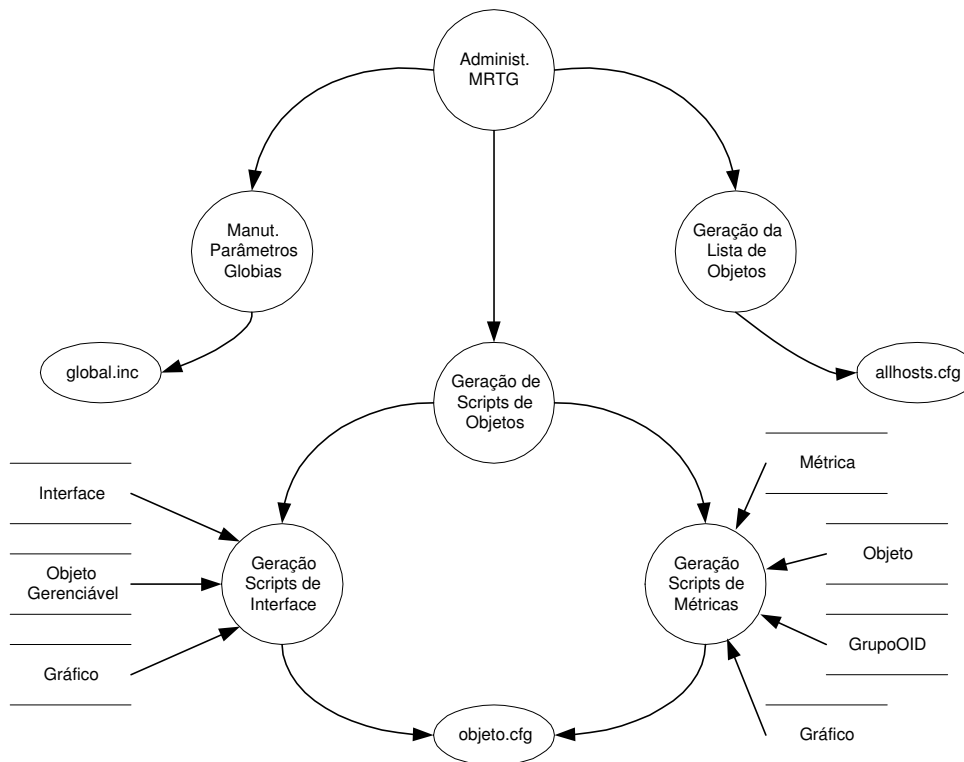 Administ.
MRTG
Manut.
Parâmetros
Globias
Geração da
Lista de
Objetos
global.inc
Geração de
Scripts de
Objetos
allhosts.cfg
Interface
Métrica
Objeto
Gerenciável
Geração
Scripts de
Interface
Geração
Scripts de
Métricas
Objeto
GrupoOID
Gráfico
objeto.cfg
Gráfico